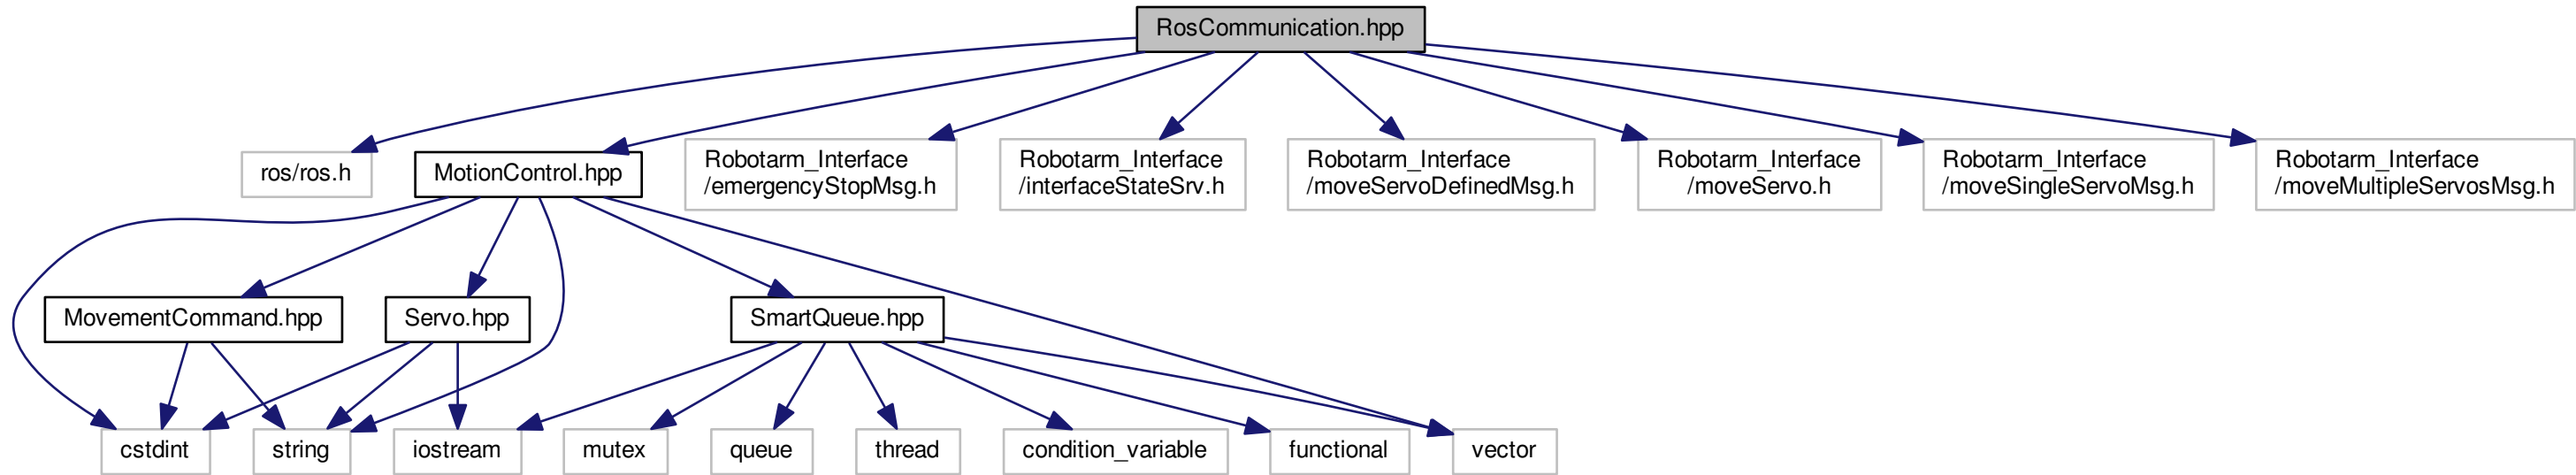 RosCommunication.hpp
ros/ros.h
MotionControl.hpp
Robotarm_Interface
/emergencyStopMsg.h
Robotarm_Interface
/interfaceStateSrv.h
Robotarm_Interface
/moveServoDefinedMsg.h
Robotarm_Interface
/moveServo.h
Robotarm_Interface
/moveSingleServoMsg.h
Robotarm_Interface
/moveMultipleServosMsg.h
MovementCommand.hpp
Servo.hpp
SmartQueue.hpp
cstdint
string
iostream
mutex
queue
thread
condition_variable
functional
vector